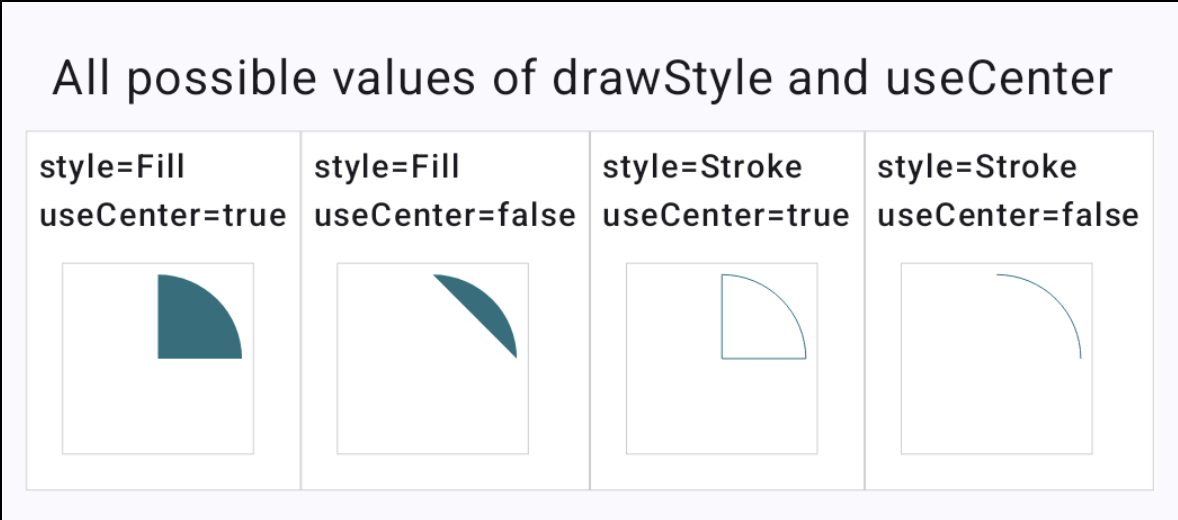 All possible values of drawStyle and useCenter
style=Fill
useCenter=true
style=Fill
useCenter=false
style=Stroke
useCenter=true
style=Stroke
useCenter=false